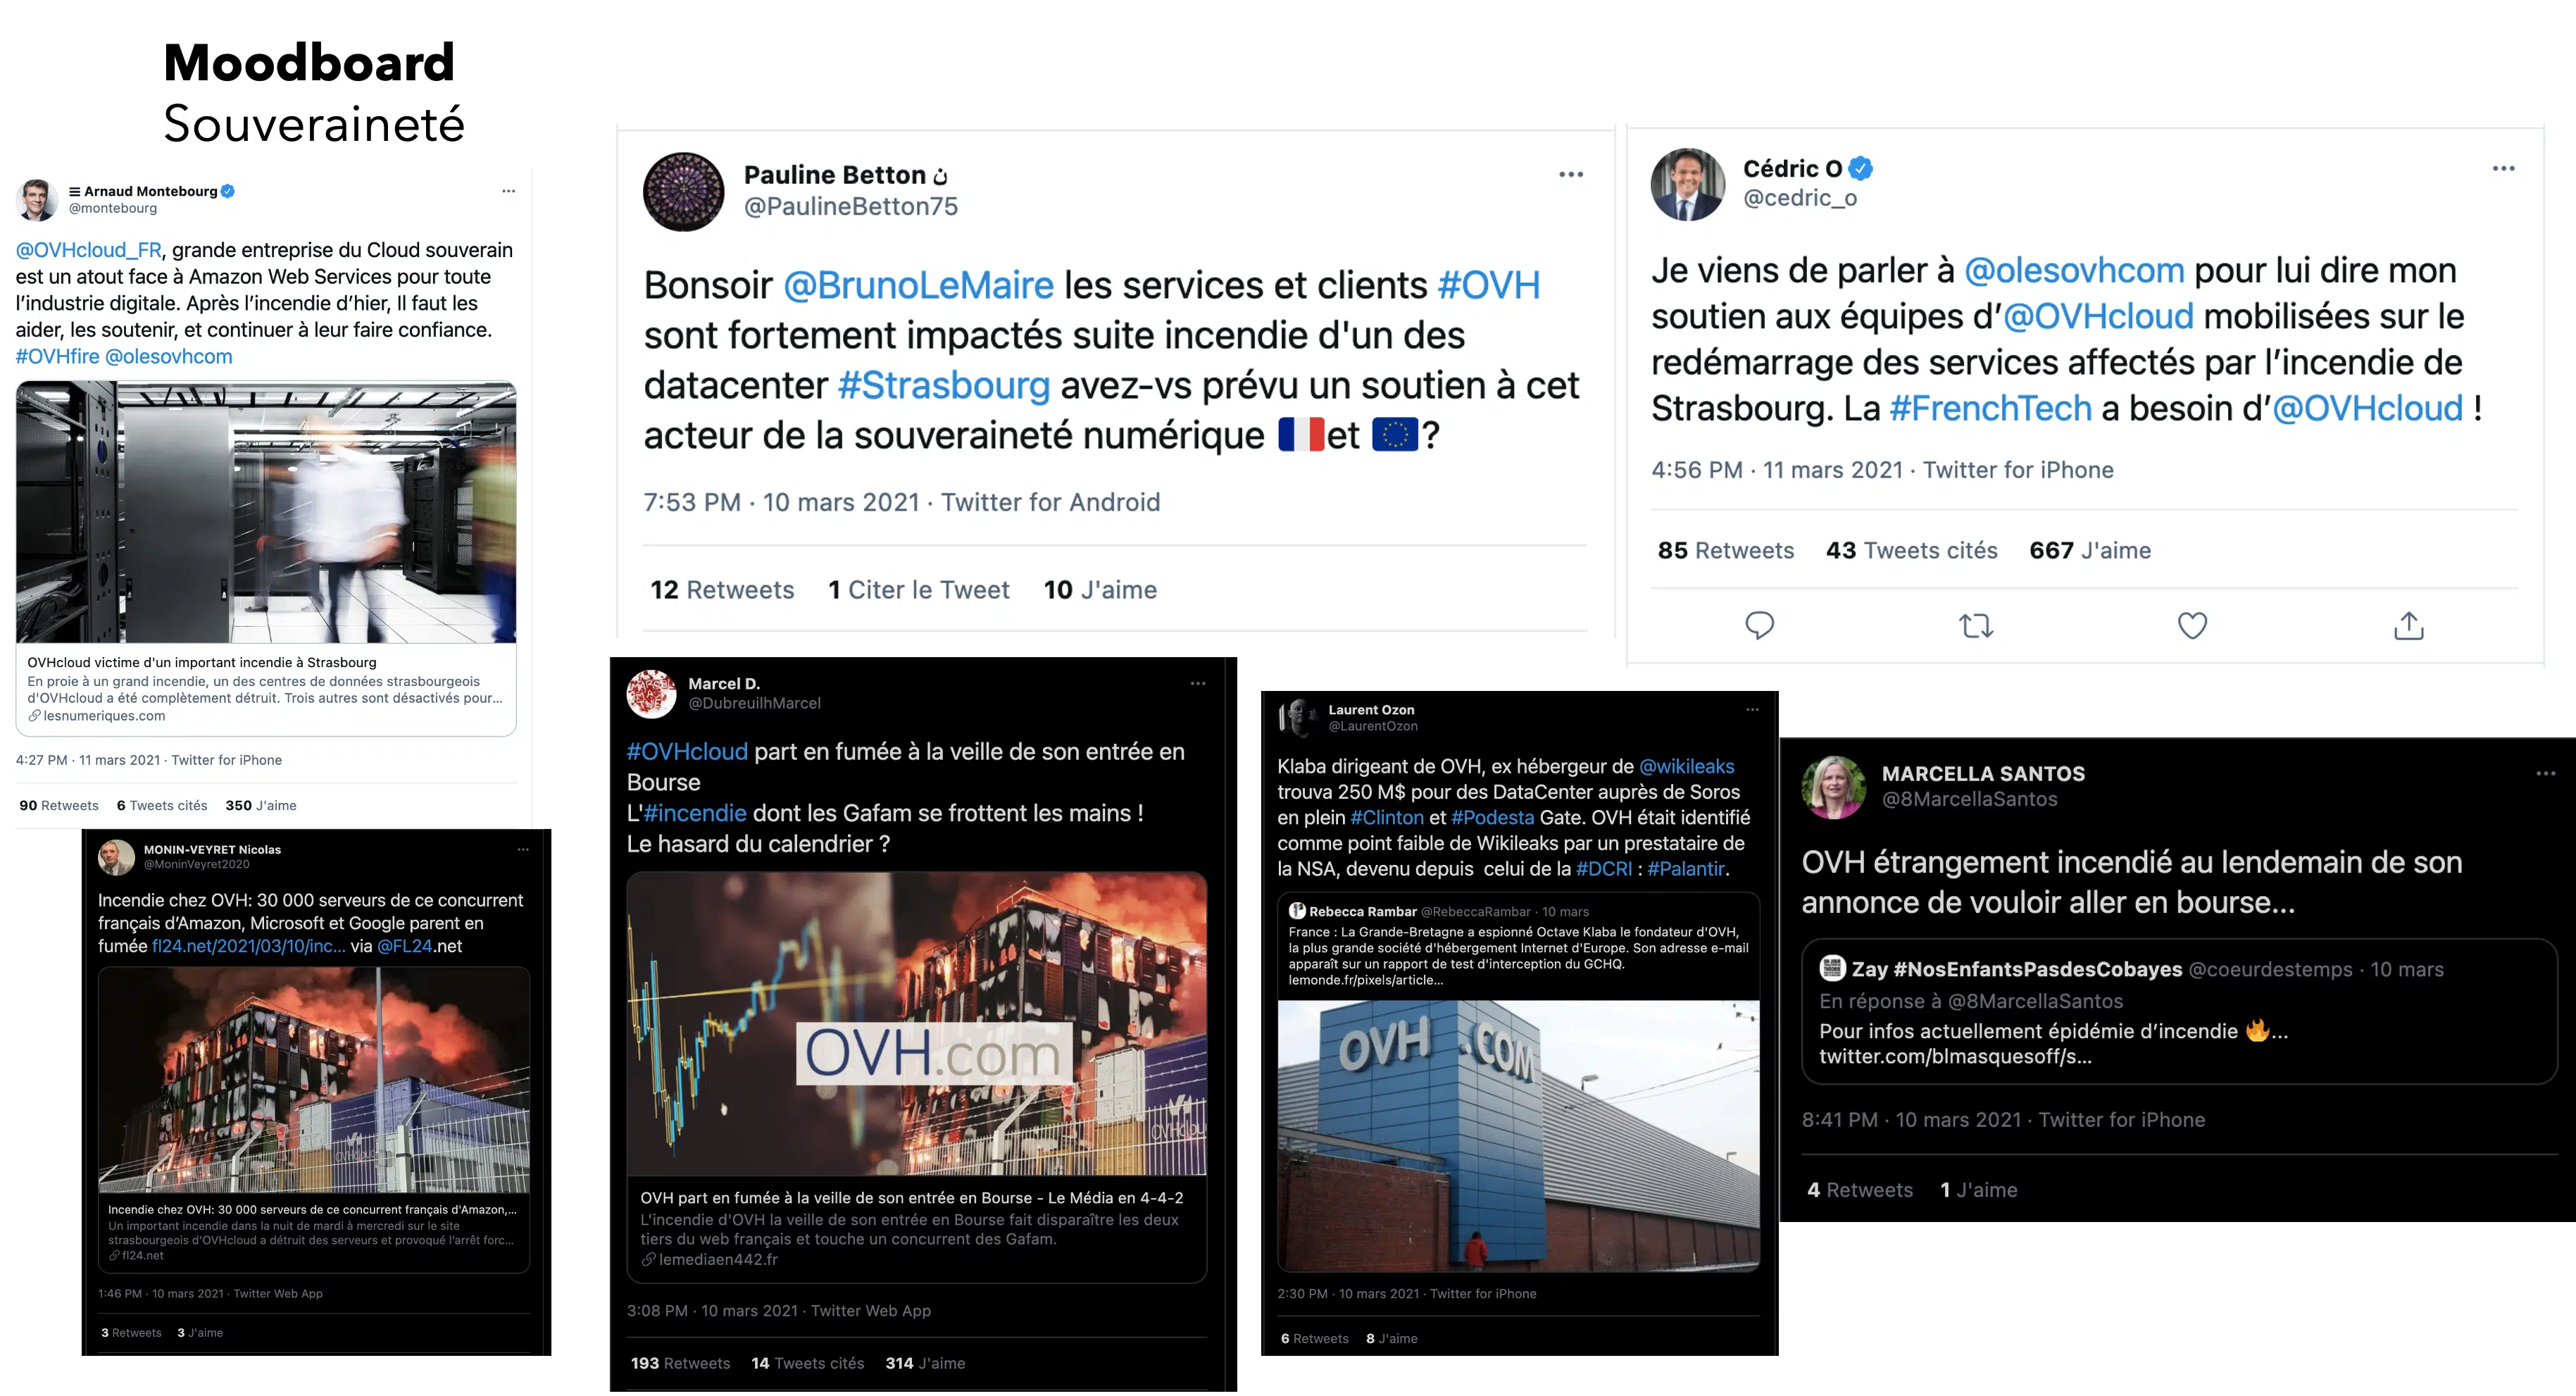 Moodboard
Souveraineté
Arnaud Montebourg
@montebourg
@OVHcloud_FR, grande entreprise du Cloud souverain
est un atout face à Amazon Web Services pour toute
l'industrie digitale. Après l'incendie d'hier, Il faut les
aider, les soutenir, et continuer à leur faire confiance.
#OVHfire @olesovhcom
OVHcloud victime d'un important incendie à Strasbourg
En proie à un grand incendie, un des centres de données strasbourgeois
d'OVHcloud a été complètement détruit. Trois autres sont désactivés pour...
lesnumeriques.com
4:27 PM · 11 mars 2021 · Twitter for iPhone
90 Retweets 6 Tweets cités 350 J'aime
Pauline Betton ن
@PaulineBetton75
Bonsoir @BrunoLeMaire les services et clients #OVH
sont fortement impactés suite incendie d'un des
datacenter #Strasbourg avez-vs prévu un soutien à cet
acteur de la souveraineté numérique 🇫🇷et 🇪🇺?
7:53 PM · 10 mars 2021 · Twitter for Android
12 Retweets 1 Citer le Tweet 10 J'aime
Cédric O
@cedric_o
Je viens de parler à @olesovhcom pour lui dire mon
soutien aux équipes d'@OVHcloud mobilisées sur le
redémarrage des services affectés par l'incendie de
Strasbourg. La #FrenchTech a besoin d'@OVHcloud !
4:56 PM · 11 mars 2021 · Twitter for iPhone
85 Retweets 43 Tweets cités 667 J'aime
MONIN-VEYRET Nicolas
@MoninVeyret2020
Incendie chez OVH: 30 000 serveurs de ce concurrent
français d'Amazon, Microsoft et Google parent en
fumée fl24.net/2021/03/10/inc... via @FL24.net
Incendie chez OVH: 30 000 serveurs de ce concurrent français d'Amazon,...
Un important incendie dans la nuit de mardi à mercredi sur le site
strasbourgeois d'OVHcloud a détruit des serveurs et provoqué l'arrêt forc...
fl24.net
1:46 PM · 10 mars 2021 · Twitter Web App
3 Retweets 3 J'aime
Marcel D.
@DubreuilhMarcel
#OVHcloud part en fumée à la veille de son entrée en
Bourse
L'#incendie dont les Gafam se frottent les mains !
Le hasard du calendrier ?
OVH.com
OVHcloud
OVH part en fumée à la veille de son entrée en Bourse - Le Média en 4-4-2
L'incendie d'OVH la veille de son entrée en Bourse fait disparaître les deux
tiers du web français et touche un concurrent des Gafam.
lemediaen442.fr
3:08 PM · 10 mars 2021 · Twitter Web App
193 Retweets 14 Tweets cités 314 J'aime
Laurent Ozon
@LaurentOzon
Klaba dirigeant de OVH, ex hébergeur de @wikileaks
trouva 250 M$ pour des DataCenter auprès de Soros
en plein #Clinton et #Podesta Gate. OVH était identifié
comme point faible de Wikileaks par un prestataire de
la NSA, devenu depuis celui de la #DCRI : #Palantir.
Rebecca Rambar @RebeccaRambar · 10 mars
France : La Grande-Bretagne a espionné Octave Klaba le fondateur d'OVH,
la plus grande société d'hébergement Internet d'Europe. Son adresse e-mail
apparaît sur un rapport de test d'interception du GCHQ.
lemonde.fr/pixels/article...
OVH .COM
2:30 PM · 10 mars 2021 · Twitter for iPhone
6 Retweets 8 J'aime
MARCELLA SANTOS
@8MarcellaSantos
OVH étrangement incendié au lendemain de son
annonce de vouloir aller en bourse...
Zay #NosEnfantsPasdesCobayes @coeurdestemps · 10 mars
En réponse à @8MarcellaSantos
Pour infos actuellement épidémie d'incendie 🔥...
twitter.com/blmasquesoff/s...
8:41 PM · 10 mars 2021 · Twitter for iPhone
4 Retweets 1 J'aime